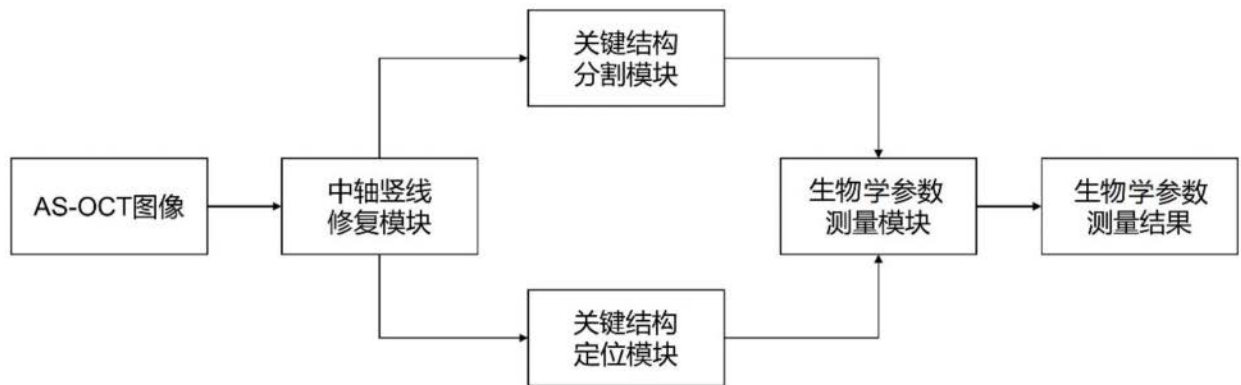 关键结构
分割模块
AS-OCT图像
中轴竖线
修复模块
生物学参数
测量模块
生物学参数
测量结果
关键结构
定位模块